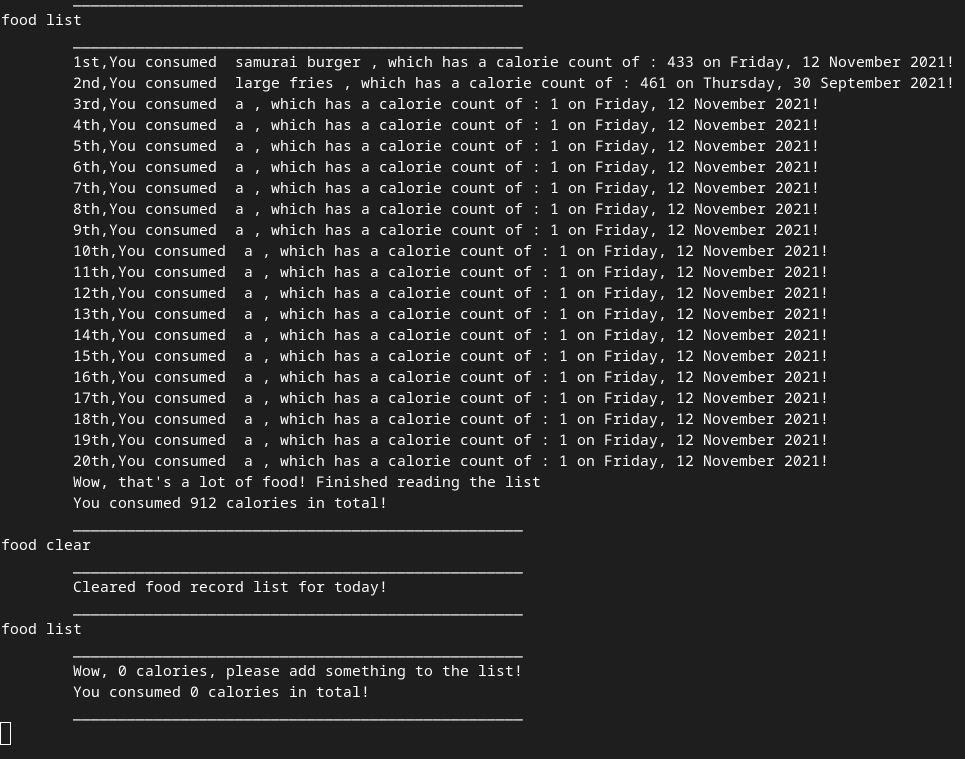 food list
1st,You consumed  samurai burger , which has a calorie count of : 433 on Friday, 12 November 2021!
2nd,You consumed  large fries , which has a calorie count of : 461 on Thursday, 30 September 2021!
3rd,You consumed  a , which has a calorie count of : 1 on Friday, 12 November 2021!
4th,You consumed  a , which has a calorie count of : 1 on Friday, 12 November 2021!
5th,You consumed  a , which has a calorie count of : 1 on Friday, 12 November 2021!
6th,You consumed  a , which has a calorie count of : 1 on Friday, 12 November 2021!
7th,You consumed  a , which has a calorie count of : 1 on Friday, 12 November 2021!
8th,You consumed  a , which has a calorie count of : 1 on Friday, 12 November 2021!
9th,You consumed  a , which has a calorie count of : 1 on Friday, 12 November 2021!
10th,You consumed  a , which has a calorie count of : 1 on Friday, 12 November 2021!
11th,You consumed  a , which has a calorie count of : 1 on Friday, 12 November 2021!
12th,You consumed  a , which has a calorie count of : 1 on Friday, 12 November 2021!
13th,You consumed  a , which has a calorie count of : 1 on Friday, 12 November 2021!
14th,You consumed  a , which has a calorie count of : 1 on Friday, 12 November 2021!
15th,You consumed  a , which has a calorie count of : 1 on Friday, 12 November 2021!
16th,You consumed  a , which has a calorie count of : 1 on Friday, 12 November 2021!
17th,You consumed  a , which has a calorie count of : 1 on Friday, 12 November 2021!
18th,You consumed  a , which has a calorie count of : 1 on Friday, 12 November 2021!
19th,You consumed  a , which has a calorie count of : 1 on Friday, 12 November 2021!
20th,You consumed  a , which has a calorie count of : 1 on Friday, 12 November 2021!
Wow, that's a lot of food! Finished reading the list
You consumed 912 calories in total!
food clear
Cleared food record list for today!
food list
Wow, 0 calories, please add something to the list!
You consumed 0 calories in total!